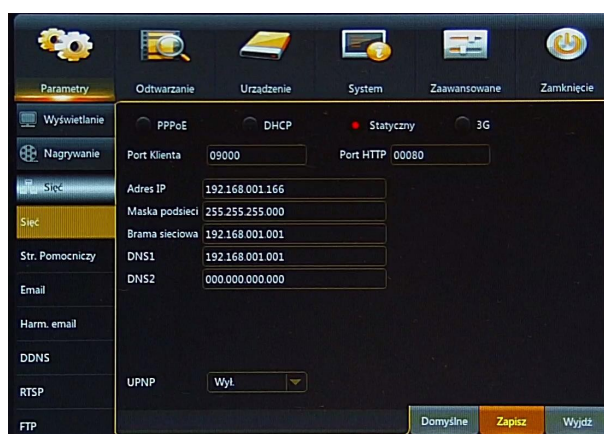 Parametry Odtwarzanie Urządzenie System Zaawansowane Zamknięcie
Wyświetlanie
Nagrywanie
Sięć
Sięć
Str. Pomocniczy
Email
Harm. email
DDNS
RTSP
FTP
PPPoE DHCP Statyczny 3G
Port Klienta 09000 Port HTTP 00080
Adres IP 192.168.001.166
Maska podsieci 255.255.255.000
Brama sieciowa 192.168.001.001
DNS1 192.168.001.001
DNS2 000.000.000.000
UPNP Wył.
Domyślne Zapisz Wyjdź